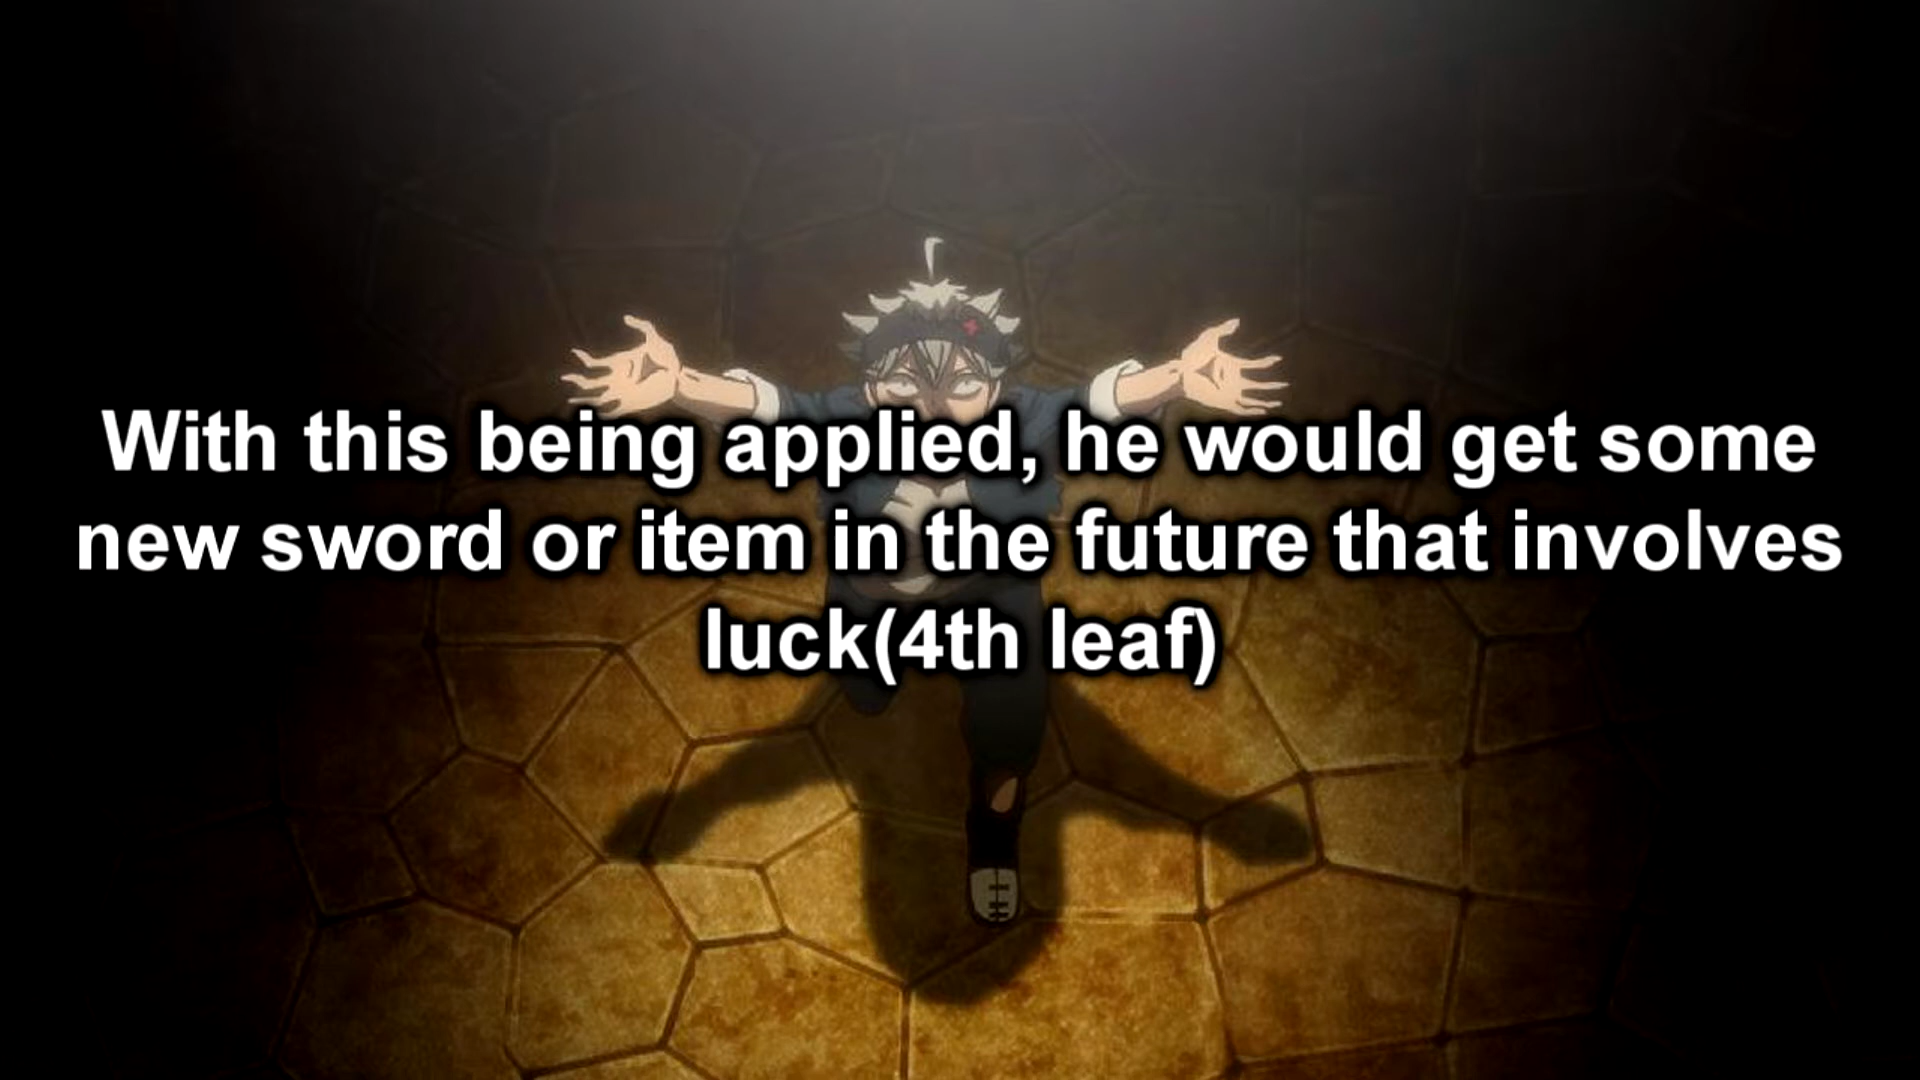 With this being applied, he would get some
new sword or item in the future that involves
luck(4th leaf)